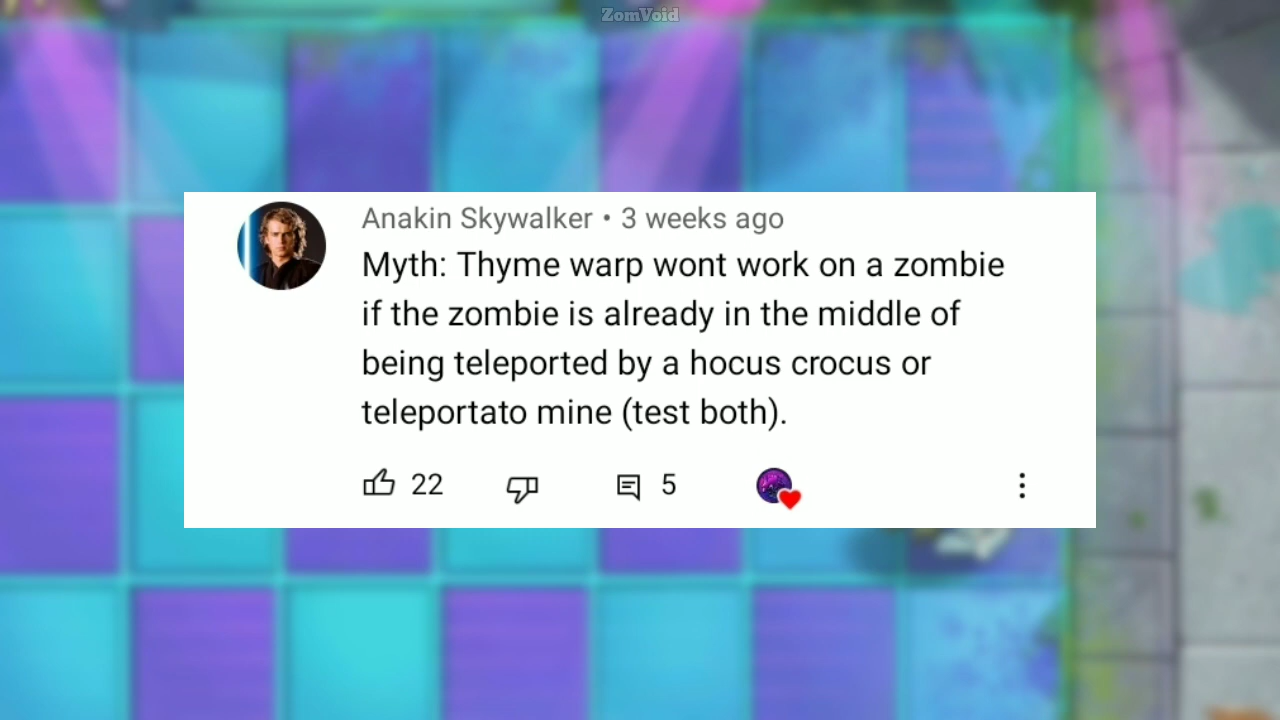 ZomVoid
Anakin Skywalker • 3 weeks ago
Myth: Thyme warp wont work on a zombie
if the zombie is already in the middle of
being teleported by a hocus crocus or
teleportato mine (test both).
22
5